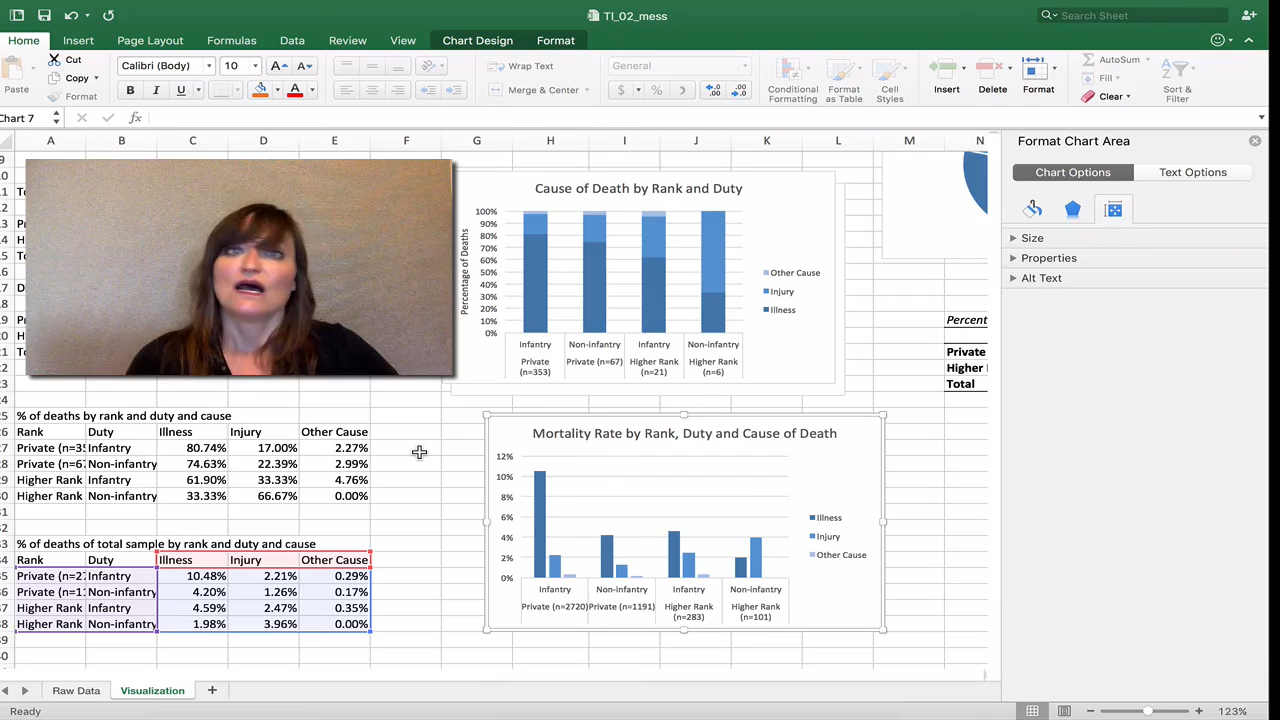 TI_02_mess
Search Sheet
Home Insert Page Layout Formulas Data Review View Chart Design Format
Cut
Copy
Format
Paste
Calibri (Body) 10 A A
B I U A
Wrap Text
Merge & Center
General
$ %
Conditional Formatting
Format as Table
Cell Styles
Insert
Delete
Format
AutoSum
Fill
Clear
Sort & Filter
Chart 7 fx
A B C D E F G H I J K L M N
Format Chart Area
Chart Options Text Options
Size
Properties
Alt Text
Cause of Death by Rank and Duty
Percentage of Deaths
100%
90%
80%
70%
60%
50%
40%
30%
20%
10%
0%
Other Cause
Injury
Illness
Infantry Non-infantry Infantry Non-infantry
Private (n=353) Private (n=67) Higher Rank (n=21) Higher Rank (n=6)
Percent
Private
Higher
Total
% of deaths by rank and duty and cause
Rank Duty Illness Injury Other Cause
Private (n=35 Infantry 80.74% 17.00% 2.27%
Private (n=67 Non-infantry 74.63% 22.39% 2.99%
Higher Rank Infantry 61.90% 33.33% 4.76%
Higher Rank Non-infantry 33.33% 66.67% 0.00%
% of deaths of total sample by rank and duty and cause
Rank Duty Illness Injury Other Cause
Private (n=27 Infantry 10.48% 2.21% 0.29%
Private (n=11 Non-infantry 4.20% 1.26% 0.17%
Higher Rank Infantry 4.59% 2.47% 0.35%
Higher Rank Non-infantry 1.98% 3.96% 0.00%
Mortality Rate by Rank, Duty and Cause of Death
12%
10%
8%
6%
4%
2%
0%
Illness
Injury
Other Cause
Infantry Non-infantry Infantry Non-infantry
Private (n=2720) Private (n=1191) Higher Rank (n=283) Higher Rank (n=101)
Raw Data Visualization +
Ready
123%